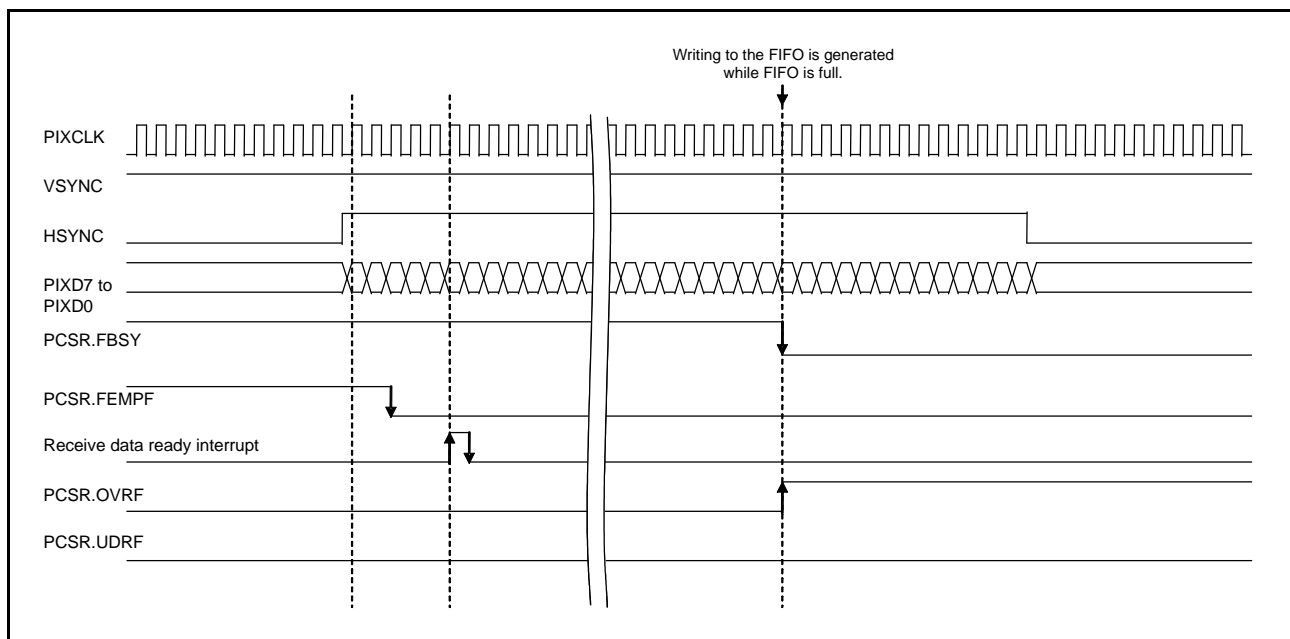 Writing to the FIFO is generated
while FIFO is full.
PIXCLK
VSYNC
HSYNC
PIXD7 to
PIXD0
PCSR.FBSY
PCSR.FEMPF
Receive data ready interrupt
PCSR.OVRF
PCSR.UDRF